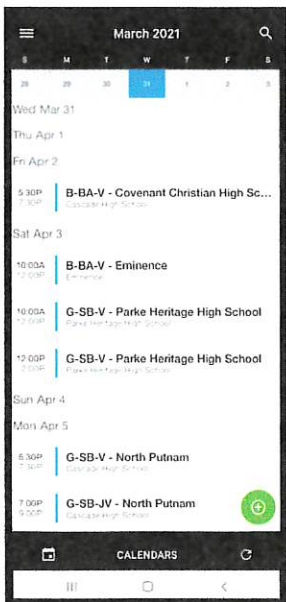 March 2021
S M T W T F S
28 29 30 31 1 2 3
Wed Mar 31
Thu Apr 1
Fri Apr 2
5:30P B-BA-V - Covenant Christian High Sc...
7:30P Cascade High School
Sat Apr 3
10:00A B-BA-V - Eminence
12:00P Eminence
10:00A G-SB-V - Parke Heritage High School
12:00P Parke Heritage High School
12:00P G-SB-V - Parke Heritage High School
2:00P Parke Heritage High School
Sun Apr 4
Mon Apr 5
5:30P G-SB-V - North Putnam
7:30P Cascade High School
7:00P G-SB-JV - North Putnam
9:00P Cascade High School
CALENDARS